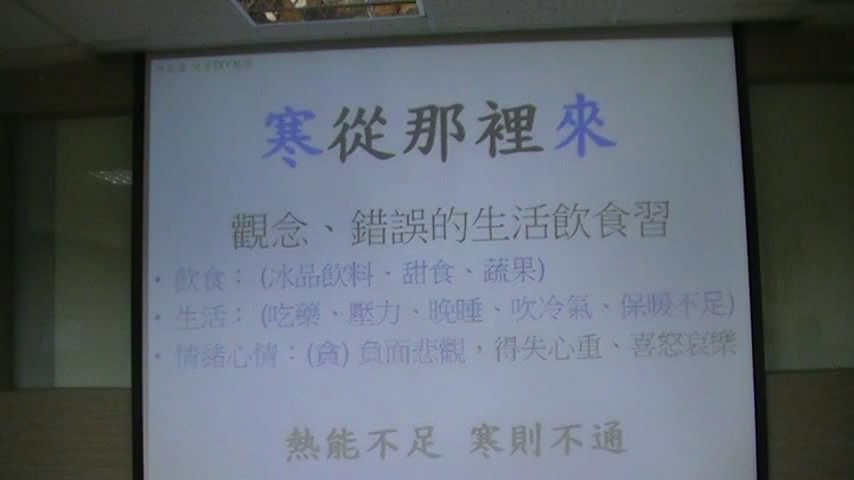 寒從那裡來
觀念、錯誤的生活飲食習
• 飲食： (冰品飲料、甜食、蔬果)
• 生活： (吃藥、壓力、晚睡、吹冷氣、保暖不足)
• 情緒心情： (貪) 負而悲觀，得失心重、喜怒哀樂
熱能不足 寒則不通